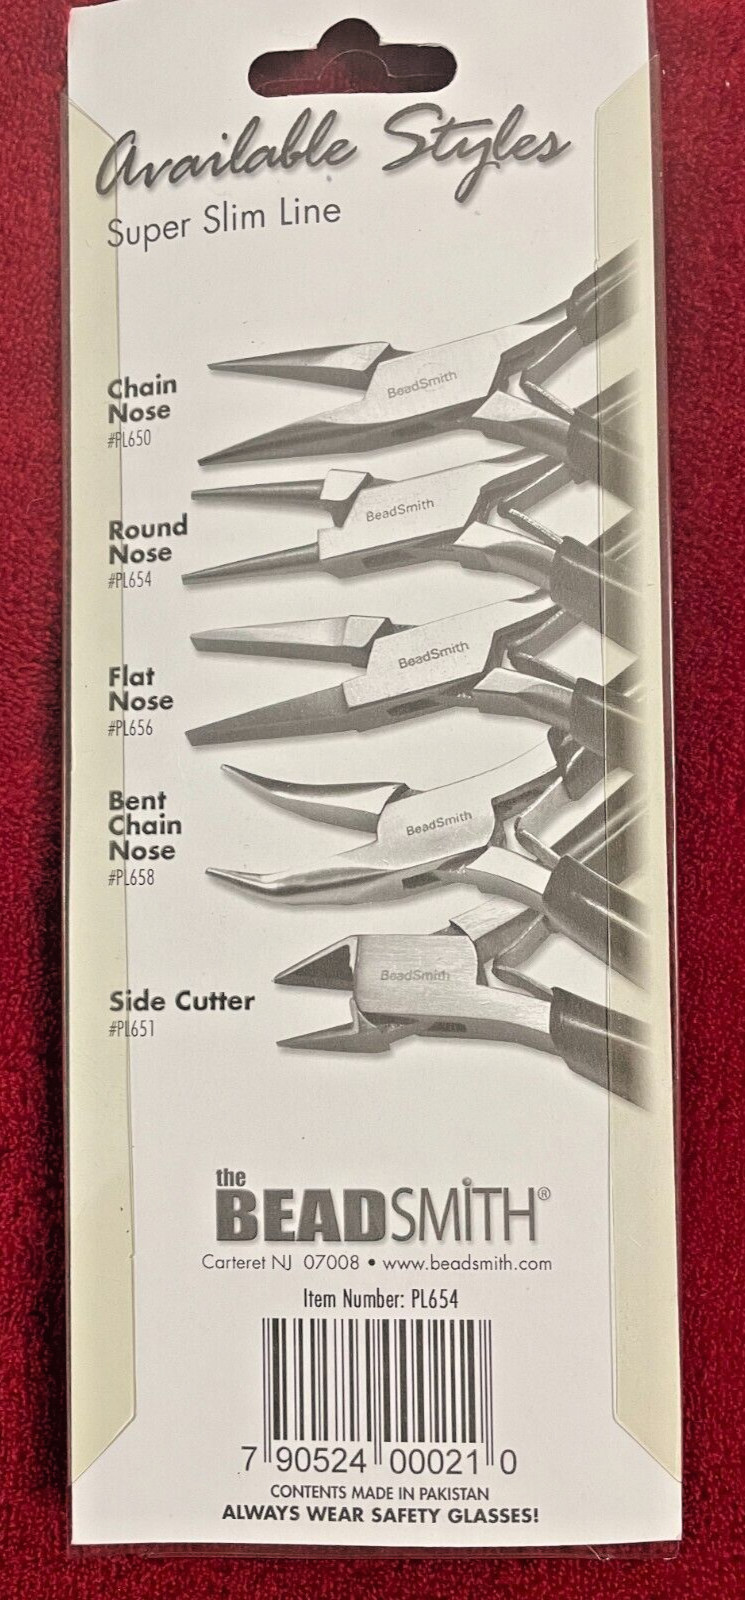 Available Styles
Super Slim Line
Chain
Nose
#PL650
BeadSmith
Round
Nose
#PL654
BeadSmith
Flat
Nose
#PL656
BeadSmith
Bent
Chain
Nose
#PL658
BeadSmith
Side Cutter
#PL651
BeadSmith
the
BEADSMITH®
Carteret NJ 07008 • www.beadsmith.com
Item Number: PL654
7 90524 00021 0
CONTENTS MADE IN PAKISTAN
ALWAYS WEAR SAFETY GLASSES!